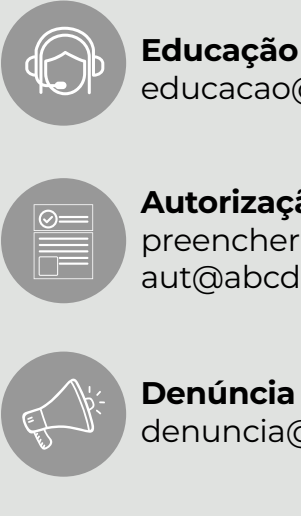 Educação
educacao@
Autorizaçã
preencher
aut@abcd
Denúncia
denuncia@